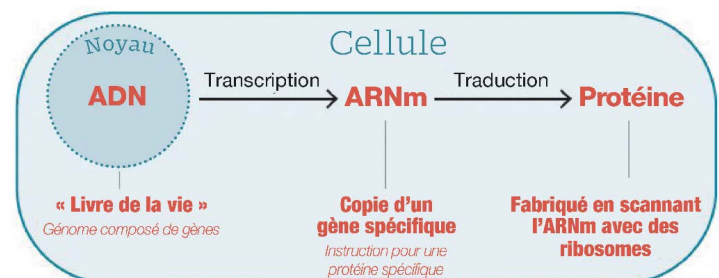 Noyau
Cellule
ADN
Transcription
ARNm
Traduction
Protéine
« Livre de la vie »
Génome composé de gènes
Copie d’un
gène spécifique
Instruction pour une
protéine spécifique
Fabriqué en scannant
l’ARNm avec des
ribosomes